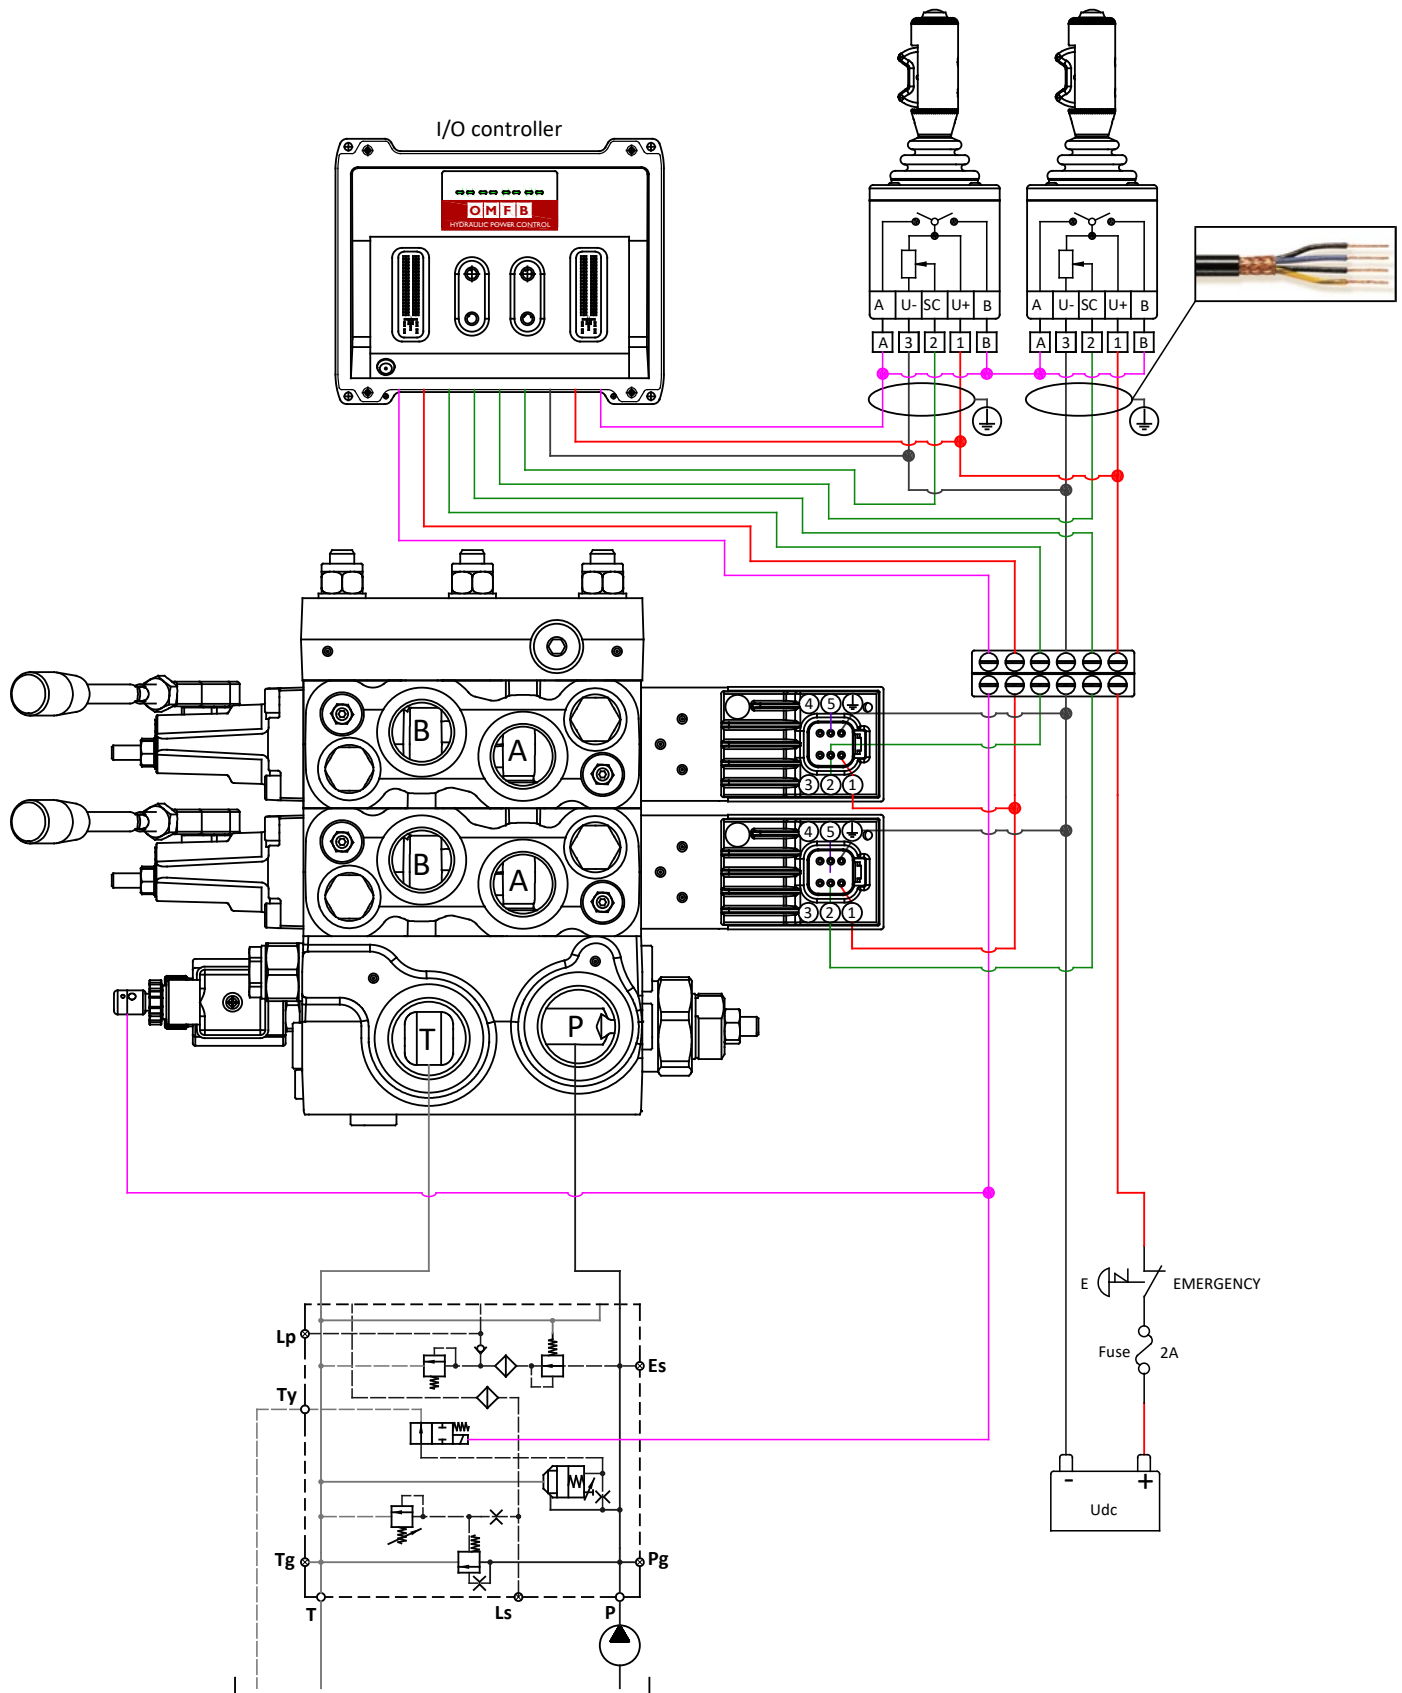 I/O controller
OMFB
HYDRAULIC POWER CONTROL
A U- SC U+ B
A U- SC U+ B
A 3 2 1 B
A 3 2 1 B
4 5
B A
3 2 1
4 5
B A
3 2 1
T P
E EMERGENCY
Fuse 2A
Lp
Es
Ty
- +
Udc
Tg
Pg
T Ls P